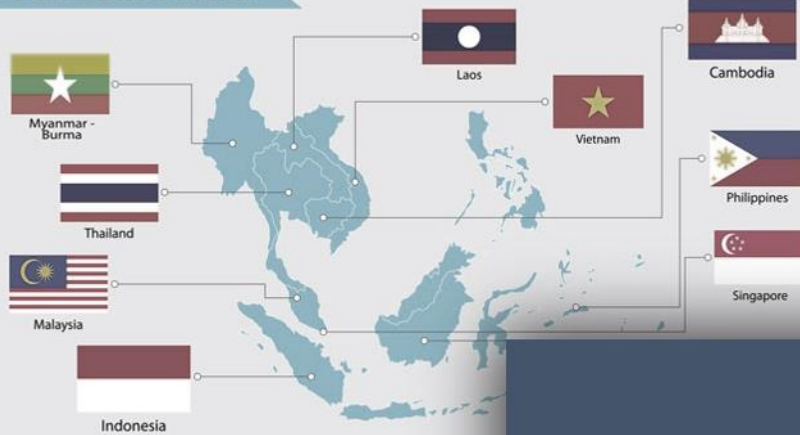 Laos
Cambodia
Myanmar -
Burma
Vietnam
Thailand
Philippines
Malaysia
Singapore
Indonesia